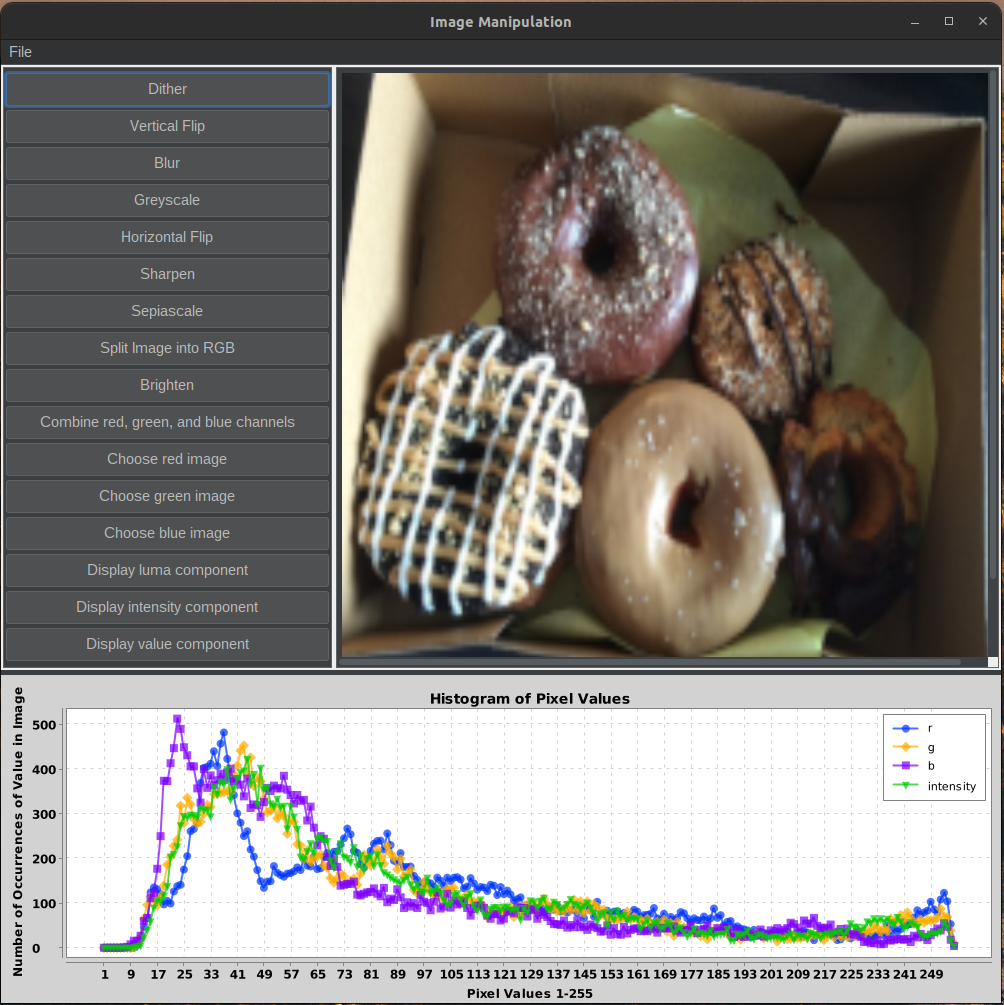 Image Manipulation
File
Dither
Vertical Flip
Blur
Greyscale
Horizontal Flip
Sharpen
Sepiascale
Split Image into RGB
Brighten
Combine red, green, and blue channels
Choose red image
Choose green image
Choose blue image
Display luma component
Display intensity component
Display value component
Histogram of Pixel Values
Number of Occurrences of Value in Image
500
400
300
200
100
0
r
g
b
intensity
1 9 17 25 33 41 49 57 65 73 81 89 97 105 113 121 129 137 145 153 161 169 177 185 193 201 209 217 225 233 241 249
Pixel Values 1-255